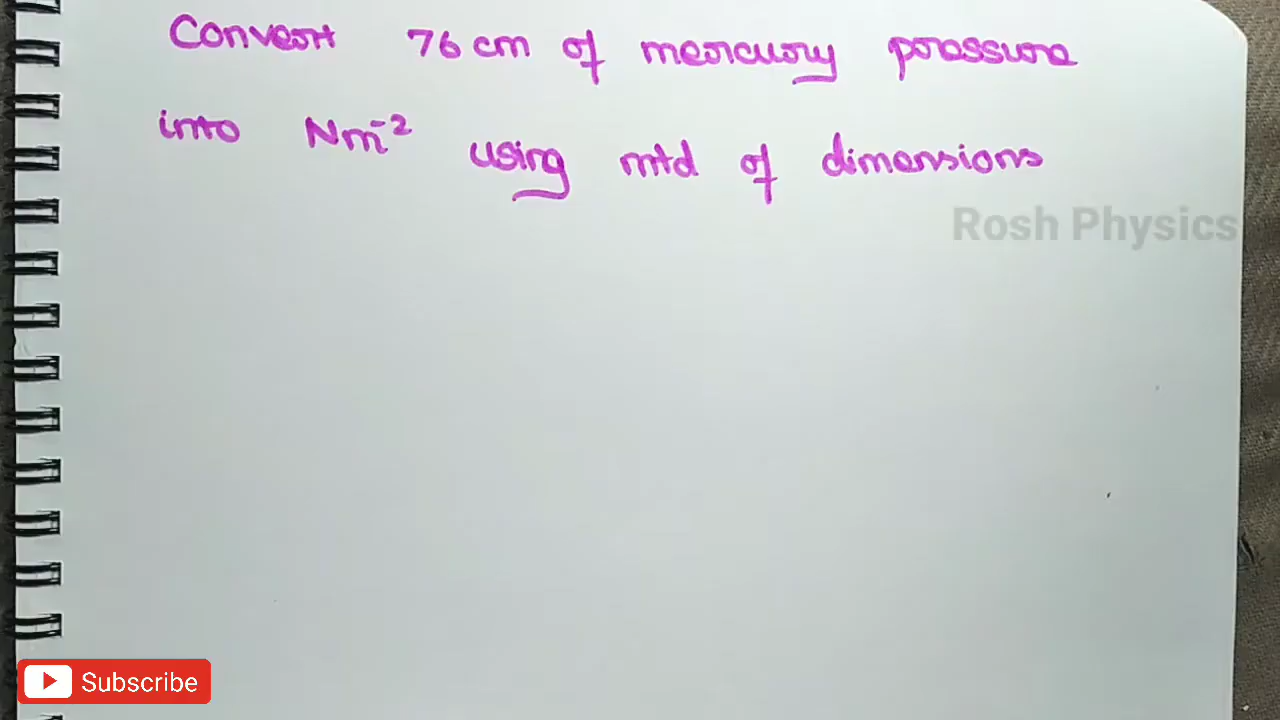 Convert 76 cm of mercury pressure
into Nm⁻² using mtd of dimensions
Rosh Physics
Subscribe